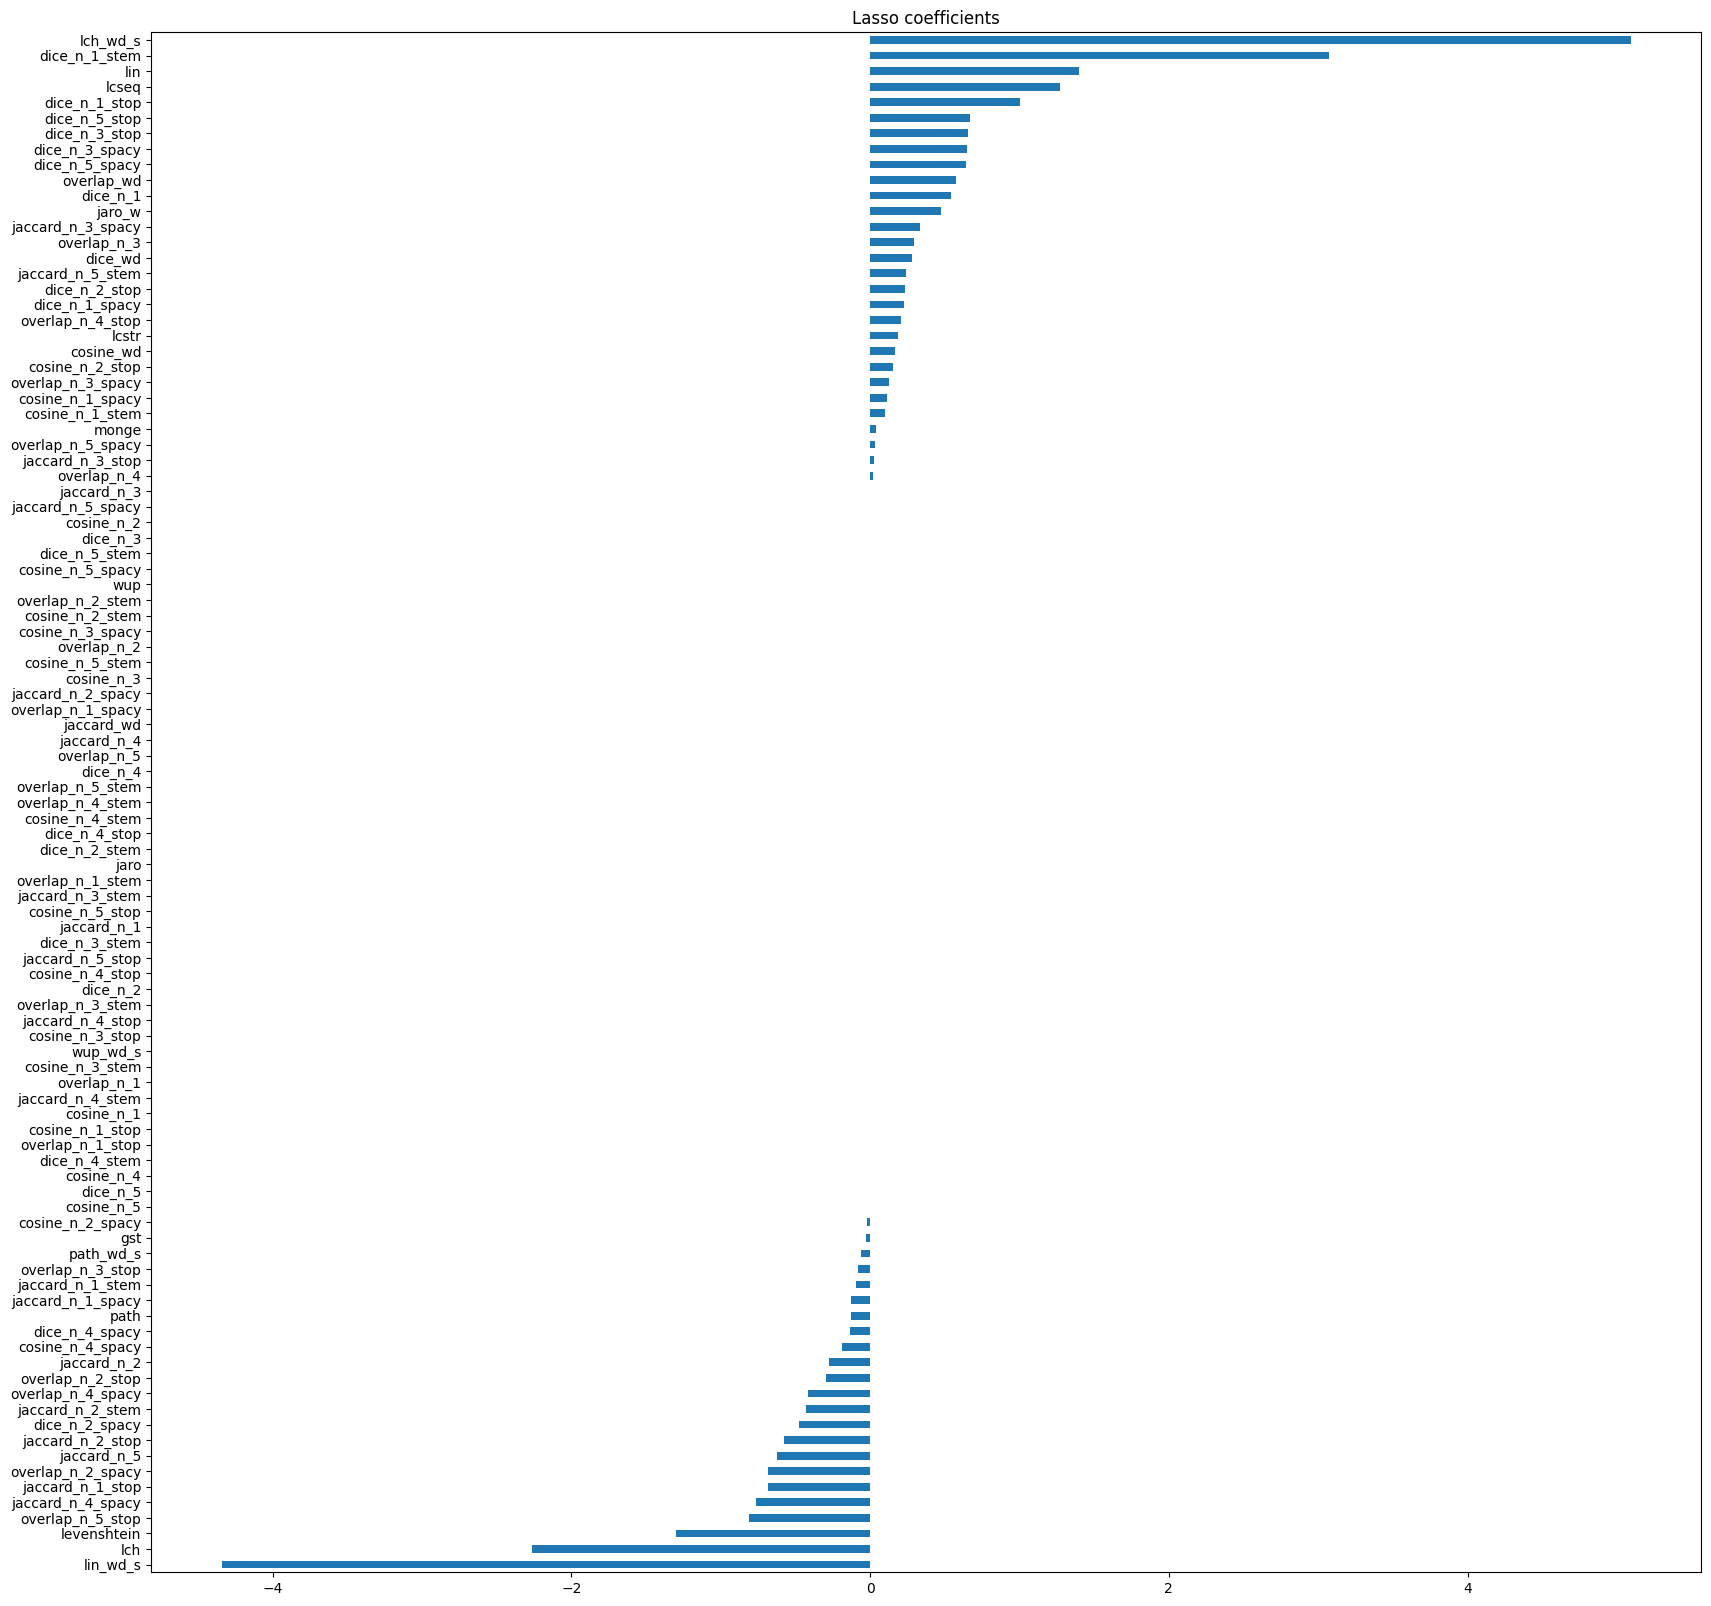 Lasso coefficients
lch_wd_s
dice_n_1_stem
lin
lcseq
dice_n_1_stop
dice_n_5_stop
dice_n_3_stop
dice_n_3_spacy
dice_n_5_spacy
overlap_wd
dice_n_1
jaro_w
jaccard_n_3_spacy
overlap_n_3
dice_wd
jaccard_n_5_stem
dice_n_2_stop
dice_n_1_spacy
overlap_n_4_stop
lcstr
cosine_wd
cosine_n_2_stop
overlap_n_3_spacy
cosine_n_1_spacy
cosine_n_1_stem
monge
overlap_n_5_spacy
jaccard_n_3_stop
overlap_n_4
jaccard_n_3
jaccard_n_5_spacy
cosine_n_2
dice_n_3
dice_n_5_stem
cosine_n_5_spacy
wup
overlap_n_2_stem
cosine_n_2_stem
cosine_n_3_spacy
overlap_n_2
cosine_n_5_stem
cosine_n_3
jaccard_n_2_spacy
overlap_n_1_spacy
jaccard_wd
jaccard_n_4
overlap_n_5
dice_n_4
overlap_n_5_stem
overlap_n_4_stem
cosine_n_4_stem
dice_n_4_stop
dice_n_2_stem
jaro
overlap_n_1_stem
jaccard_n_3_stem
cosine_n_5_stop
jaccard_n_1
dice_n_3_stem
jaccard_n_5_stop
cosine_n_4_stop
dice_n_2
overlap_n_3_stem
jaccard_n_4_stop
cosine_n_3_stop
wup_wd_s
cosine_n_3_stem
overlap_n_1
jaccard_n_4_stem
cosine_n_1
cosine_n_1_stop
overlap_n_1_stop
dice_n_4_stem
cosine_n_4
dice_n_5
cosine_n_5
cosine_n_2_spacy
gst
path_wd_s
overlap_n_3_stop
jaccard_n_1_stem
jaccard_n_1_spacy
path
dice_n_4_spacy
cosine_n_4_spacy
jaccard_n_2
overlap_n_2_stop
overlap_n_4_spacy
jaccard_n_2_stem
dice_n_2_spacy
jaccard_n_2_stop
jaccard_n_5
overlap_n_2_spacy
jaccard_n_1_stop
jaccard_n_4_spacy
overlap_n_5_stop
levenshtein
lch
lin_wd_s
−4 −2 0 2 4